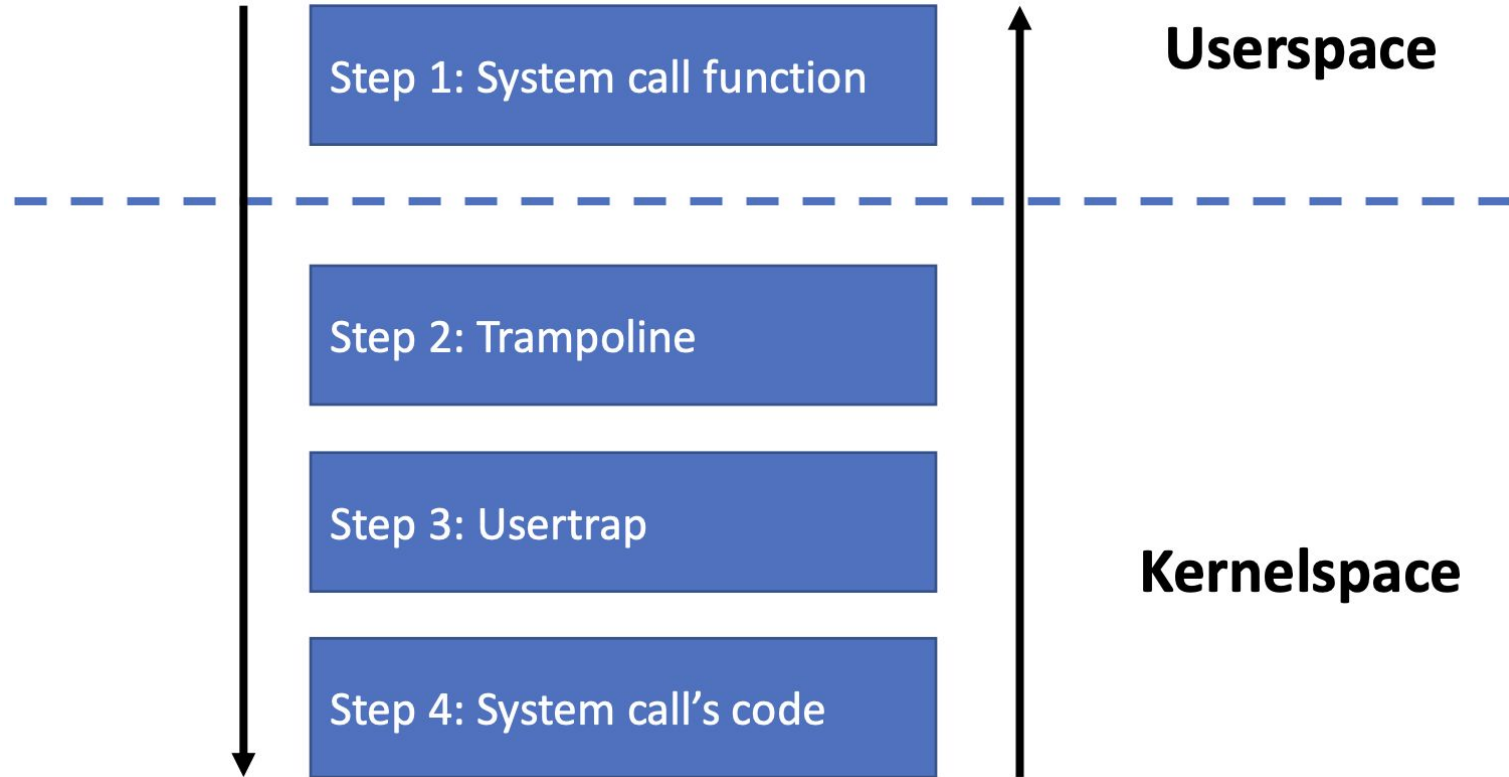 Userspace
Step 1: System call function
Step 2: Trampoline
Step 3: Usertrap
Kernelspace
Step 4: System call’s code